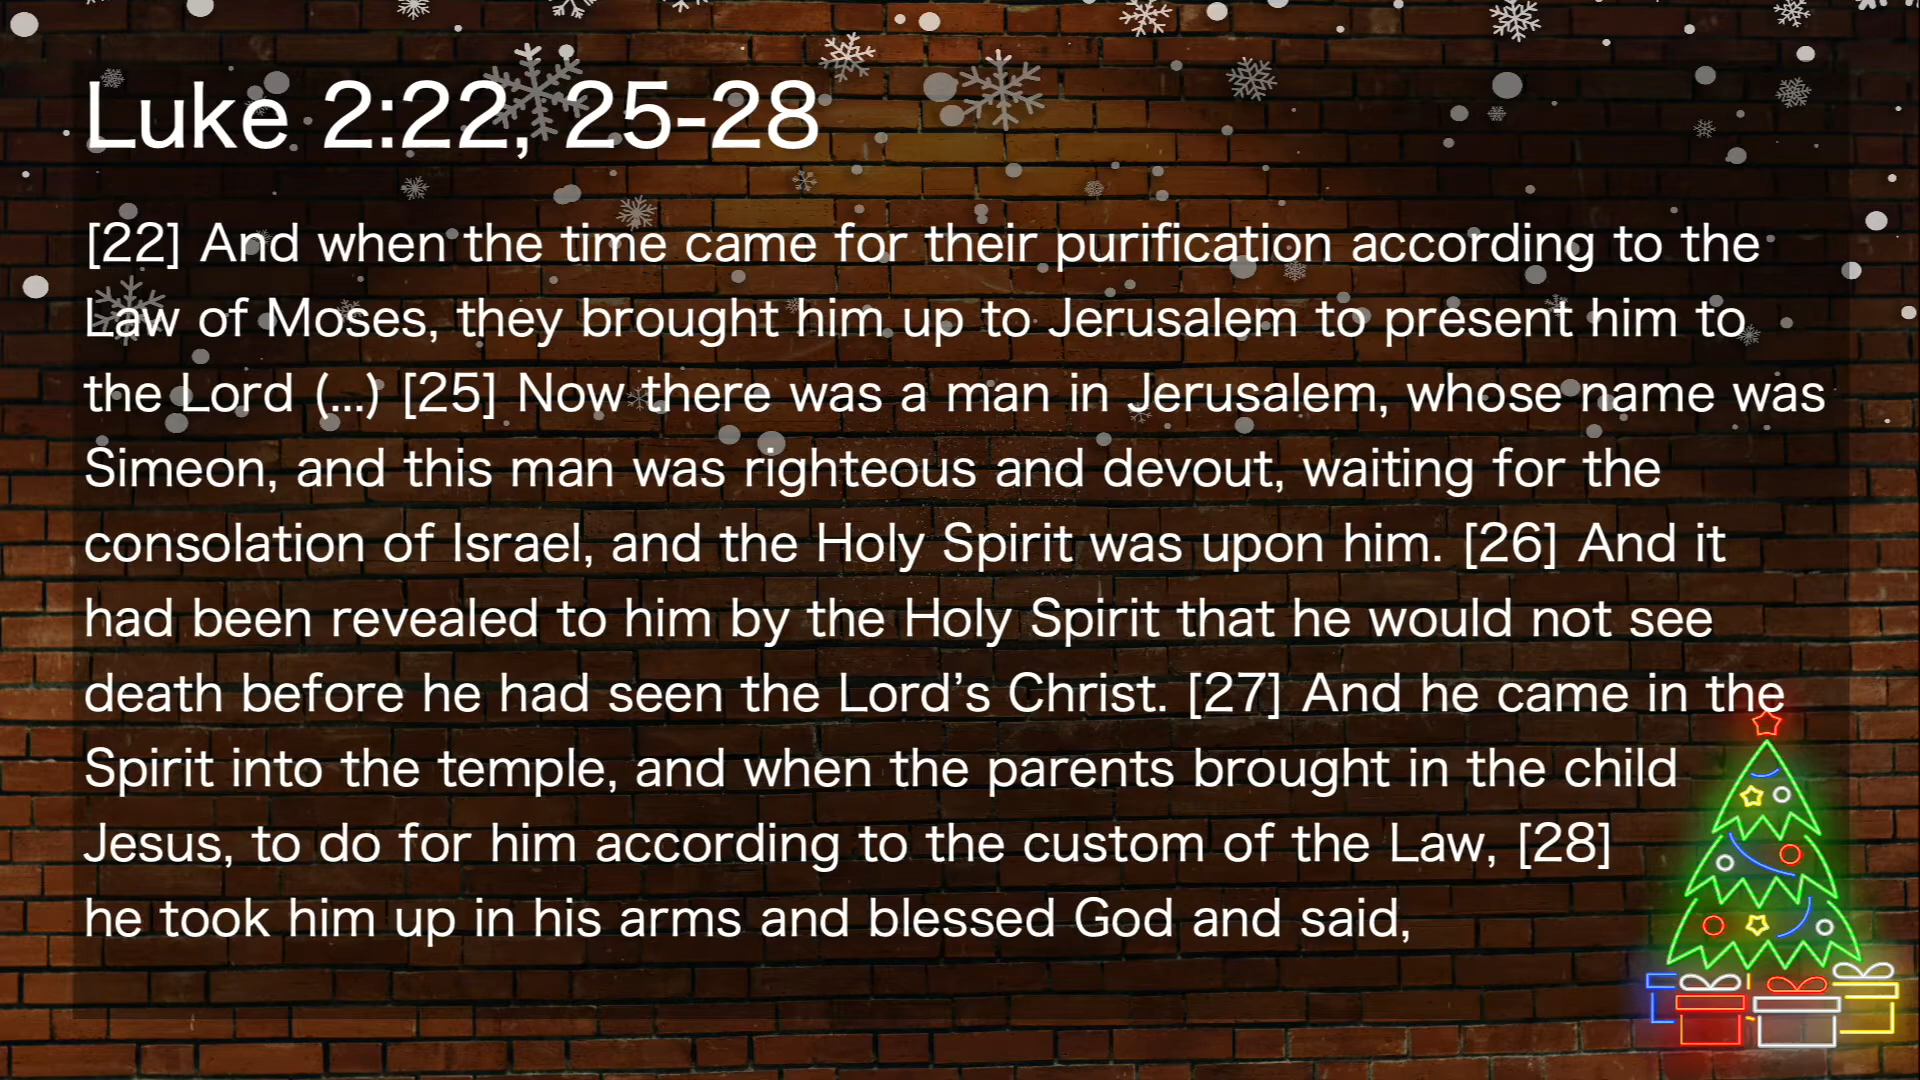 Luke 2:22, 25-28
[22] And when the time came for their purification according to the
Law of Moses, they brought him up to Jerusalem to present him to
the Lord (...) [25] Now there was a man in Jerusalem, whose name was
Simeon, and this man was righteous and devout, waiting for the
consolation of Israel, and the Holy Spirit was upon him. [26] And it
had been revealed to him by the Holy Spirit that he would not see
death before he had seen the Lord’s Christ. [27] And he came in the
Spirit into the temple, and when the parents brought in the child
Jesus, to do for him according to the custom of the Law, [28]
he took him up in his arms and blessed God and said,